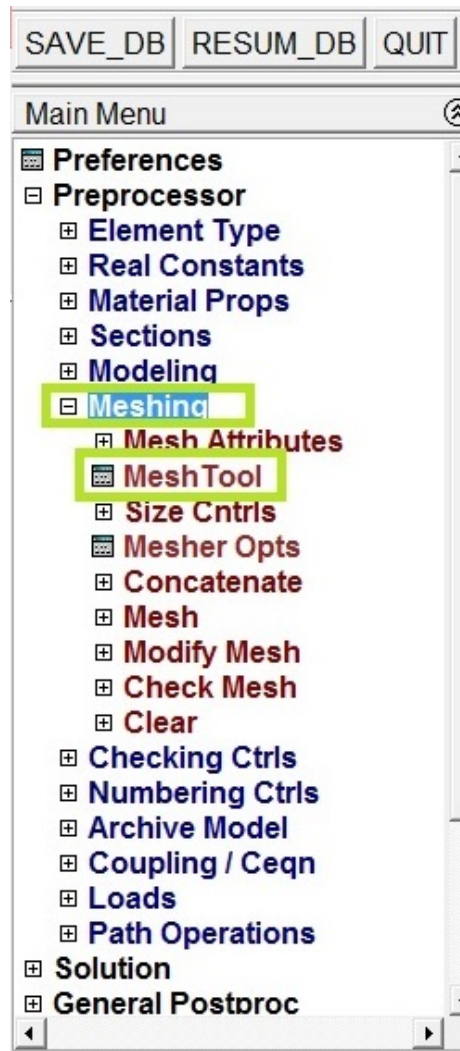 SAVE_DB RESUM_DB QUIT
Main Menu
Preferences
Preprocessor
Element Type
Real Constants
Material Props
Sections
Modeling
Meshing
Mesh Attributes
MeshTool
Size Cntrls
Mesher Opts
Concatenate
Mesh
Modify Mesh
Check Mesh
Clear
Checking Ctrls
Numbering Ctrls
Archive Model
Coupling / Ceqn
Loads
Path Operations
Solution
General Postproc